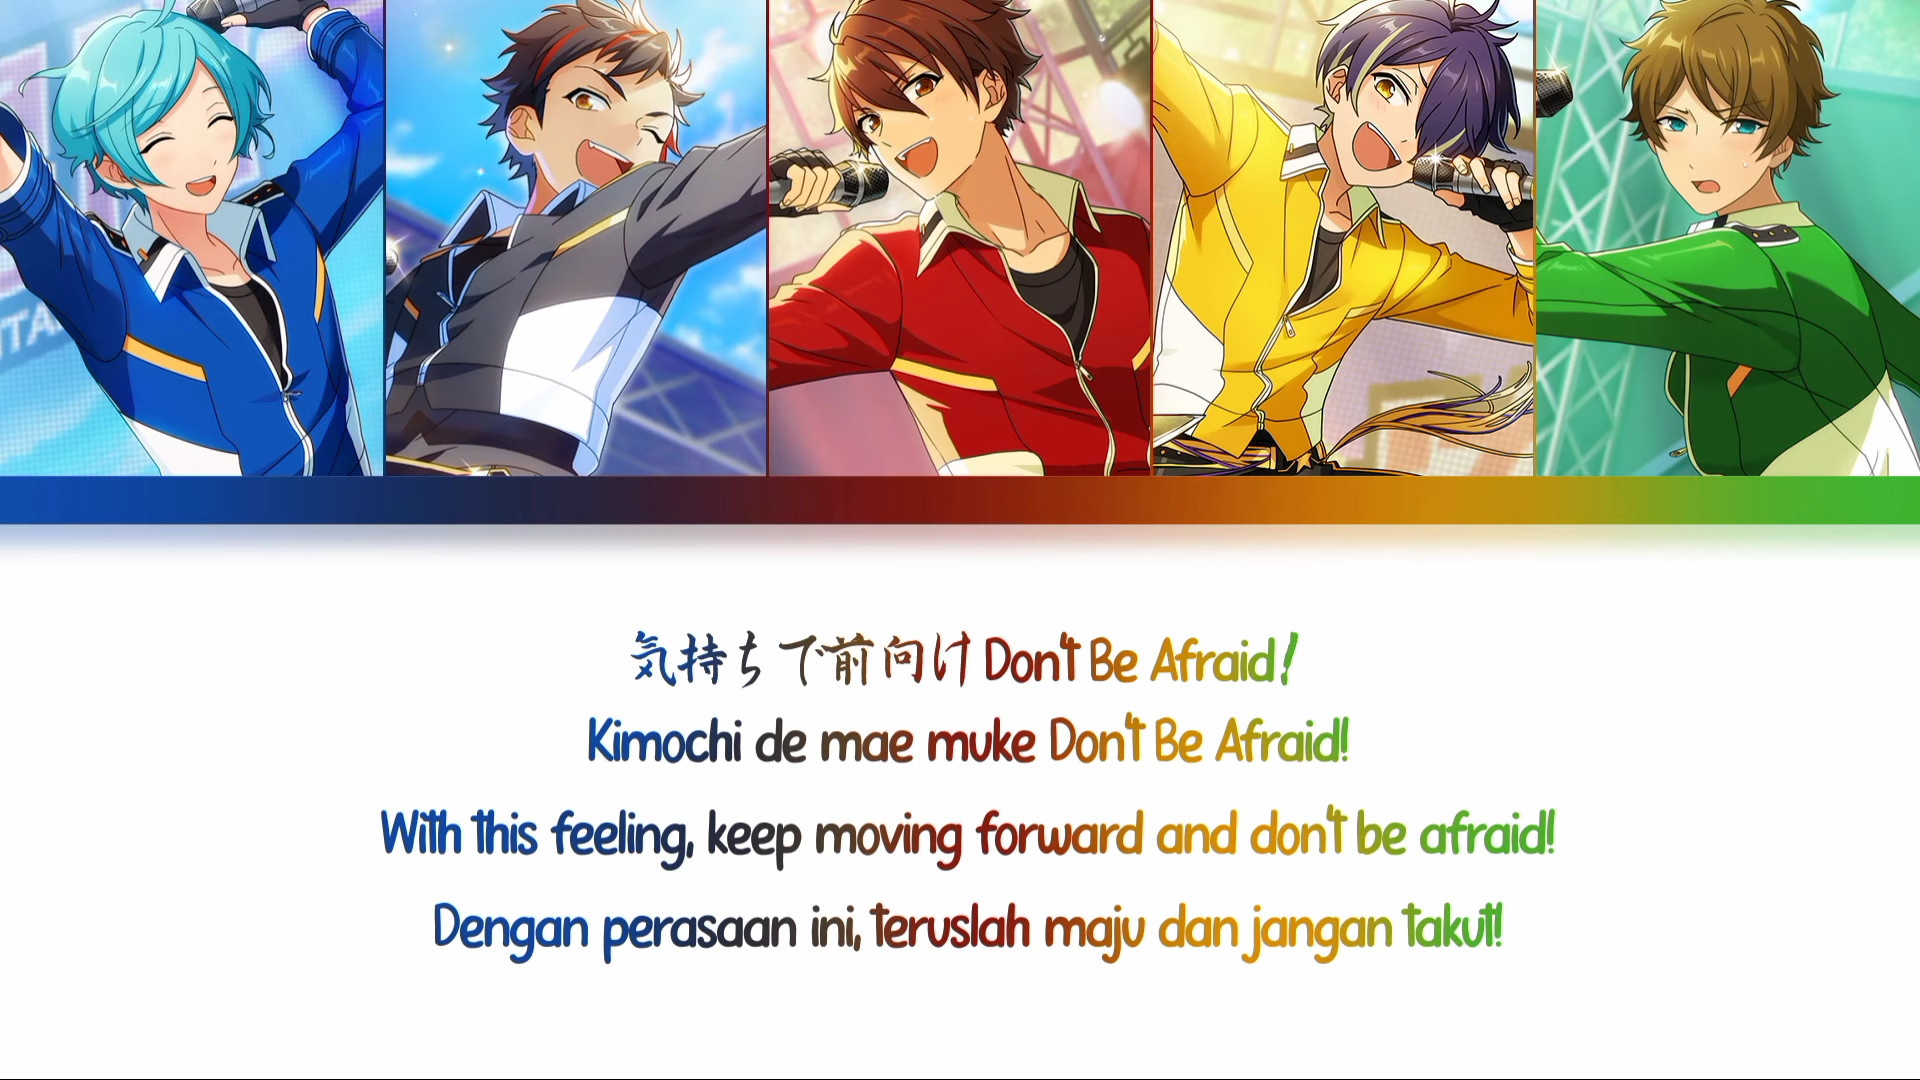 気持ちで前向け Don't Be Afraid!
Kimochi de mae muke Don't Be Afraid!
With this feeling, keep moving forward and don't be afraid!
Dengan perasaan ini, teruslah maju dan jangan takut!